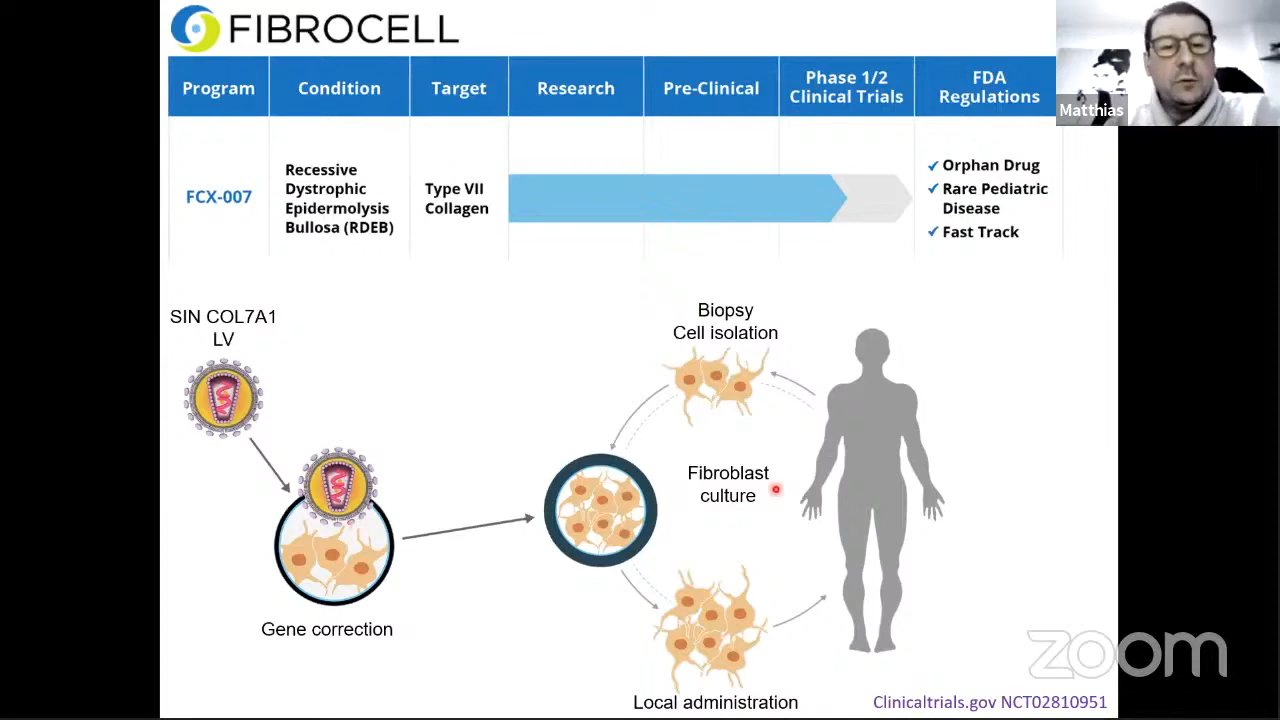 FIBROCELL
Program
Condition
Target
Research
Pre-Clinical
Phase 1/2
Clinical Trials
FDA
Regulations
Matthias
FCX-007
Recessive
Dystrophic
Epidermolysis
Bullosa (RDEB)
Type VII
Collagen
✓ Orphan Drug
✓ Rare Pediatric
Disease
✓ Fast Track
SIN COL7A1
LV
Biopsy
Cell isolation
Fibroblast
culture
Gene correction
Local administration
zoom
Clinicaltrials.gov NCT02810951